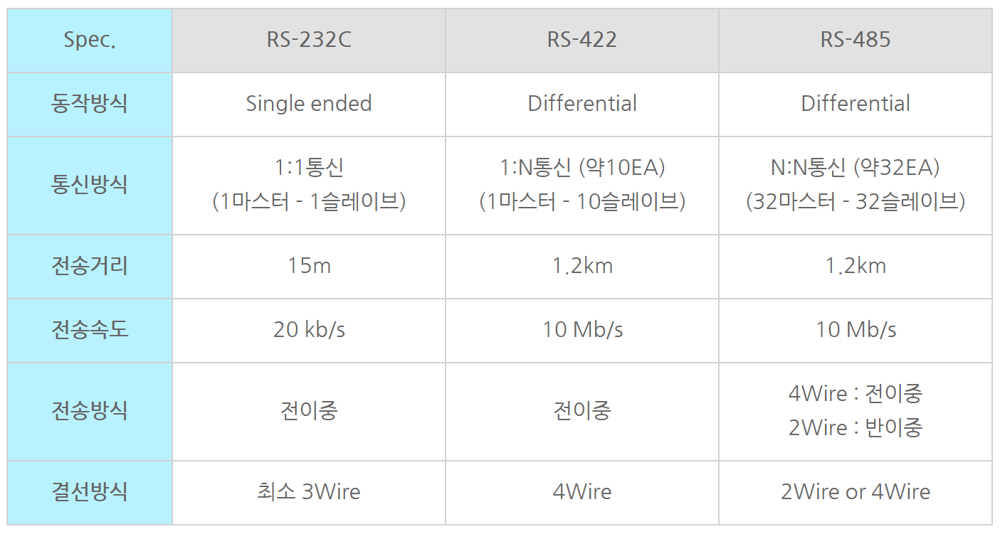 Spec. RS-232C RS-422 RS-485
동작방식 Single ended Differential Differential
통신방식
1:1통신
(1마스터 - 1슬레이브)
1:N통신 (약10EA)
(1마스터 - 10슬레이브)
N:N통신 (약32EA)
(32마스터 - 32슬레이브)
전송거리 15m 1.2km 1.2km
전송속도 20 kb/s 10 Mb/s 10 Mb/s
전송방식 전이중 전이중
4Wire : 전이중
2Wire : 반이중
결선방식 최소 3Wire 4Wire 2Wire or 4Wire